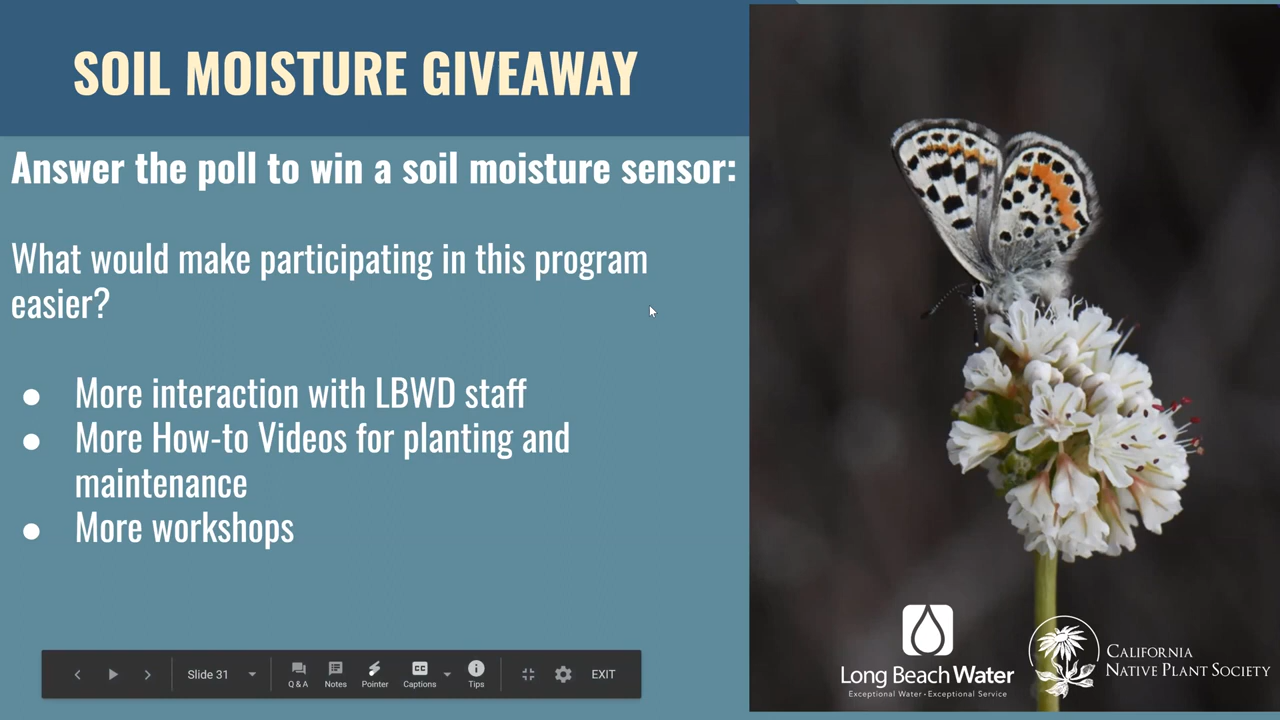 SOIL MOISTURE GIVEAWAY
Answer the poll to win a soil moisture sensor:
What would make participating in this program
easier?
● More interaction with LBWD staff
● More How-to Videos for planting and
maintenance
● More workshops
Slide 31
Q & A
Notes
Pointer
CC
Captions
Tips
EXIT
Long Beach Water
Exceptional Water • Exceptional Service
CALIFORNIA
NATIVE PLANT SOCIETY